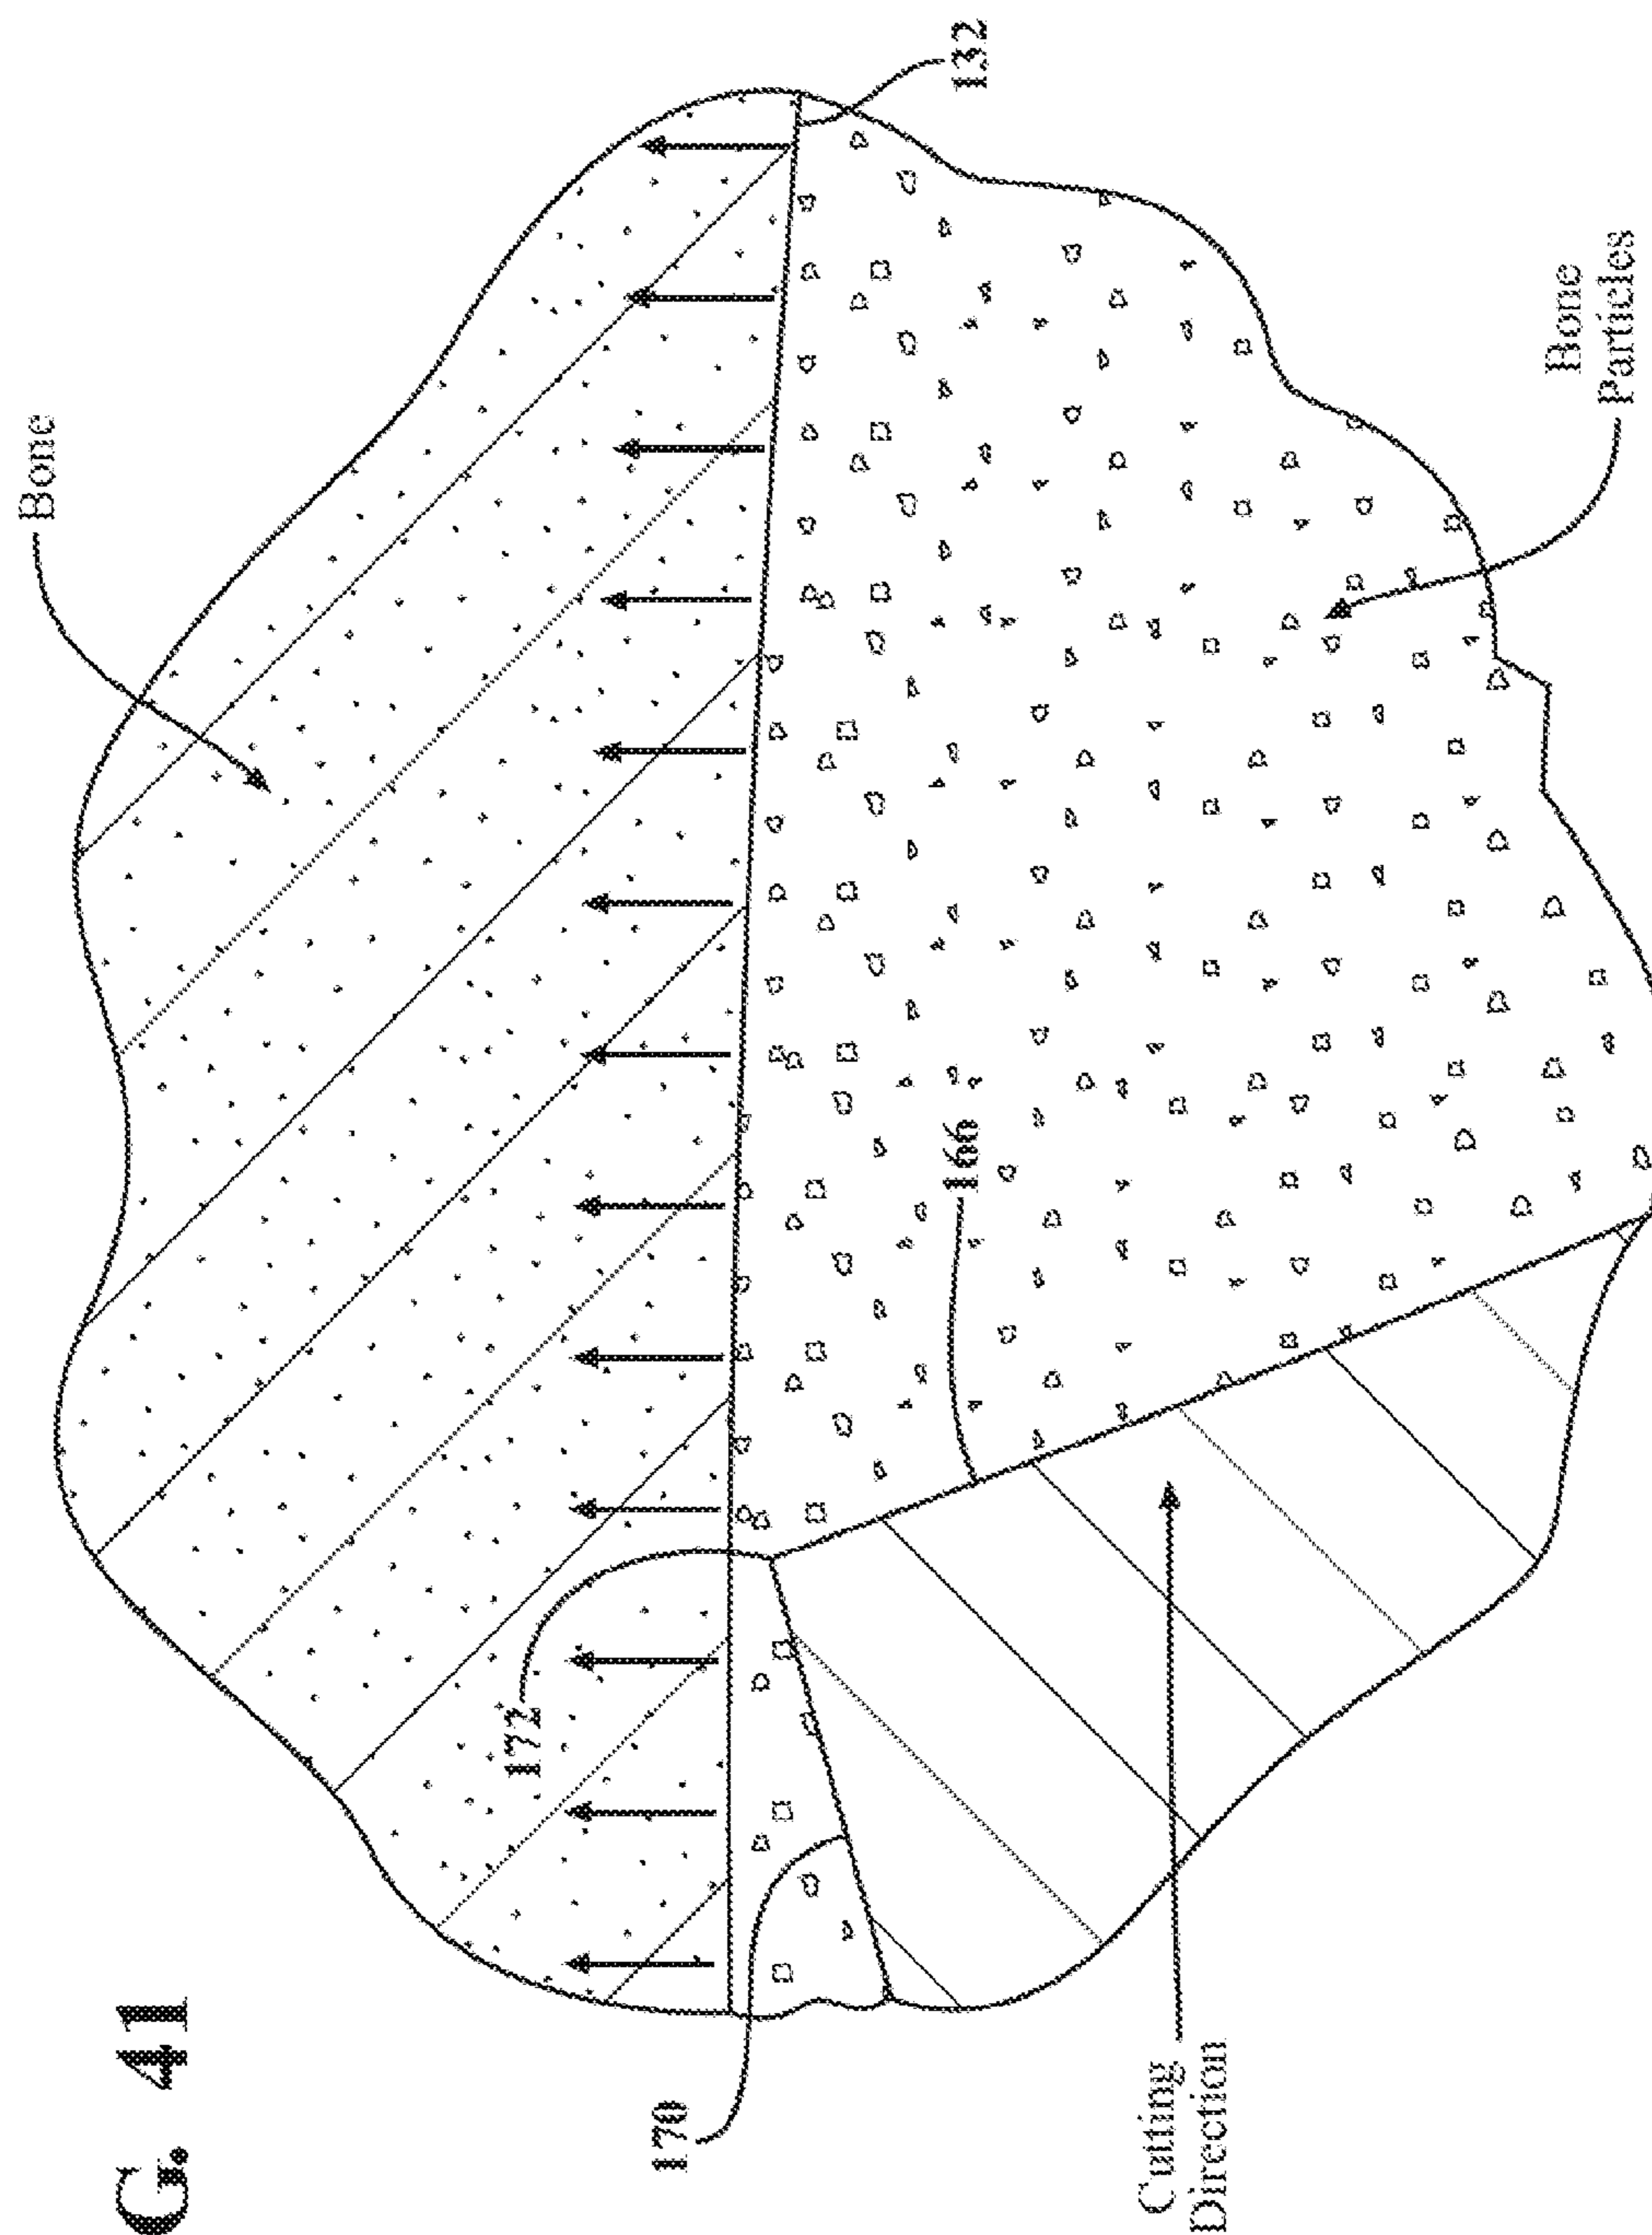 G. 41
Bone
132
Bone
Particles
166
172
170
Cutting
Direction